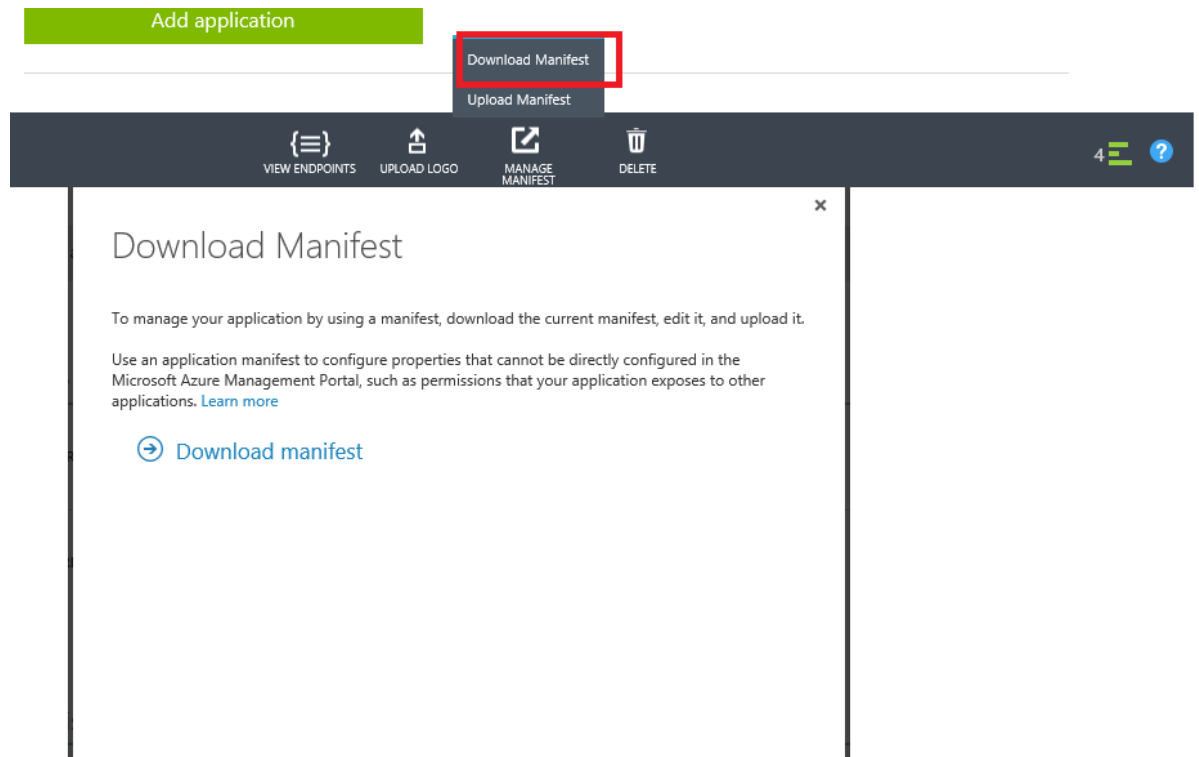 Add application
Download Manifest
Upload Manifest
VIEW ENDPOINTS
UPLOAD LOGO
MANAGE
MANIFEST
DELETE
4
?
×
Download Manifest
To manage your application by using a manifest, download the current manifest, edit it, and upload it.
Use an application manifest to configure properties that cannot be directly configured in the
Microsoft Azure Management Portal, such as permissions that your application exposes to other
applications. Learn more
Download manifest